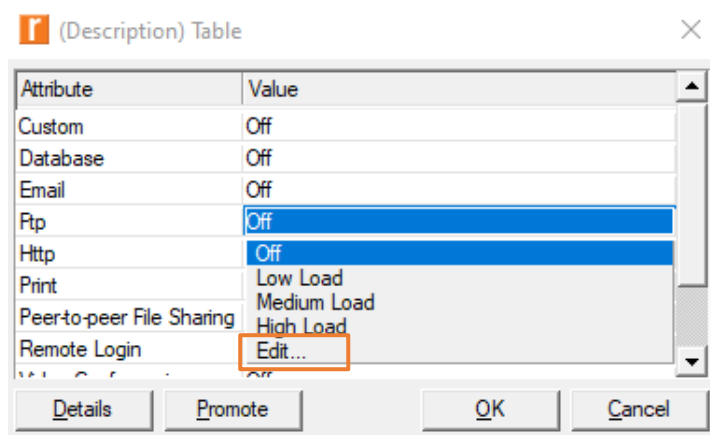 r (Description) Table
Attribute Value
Custom Off
Database Off
Email Off
Ftp Off
Http Off
Print Low Load
Medium Load
Peer-to-peer File Sharing High Load
Remote Login Edit...
Off
Details Promote OK Cancel